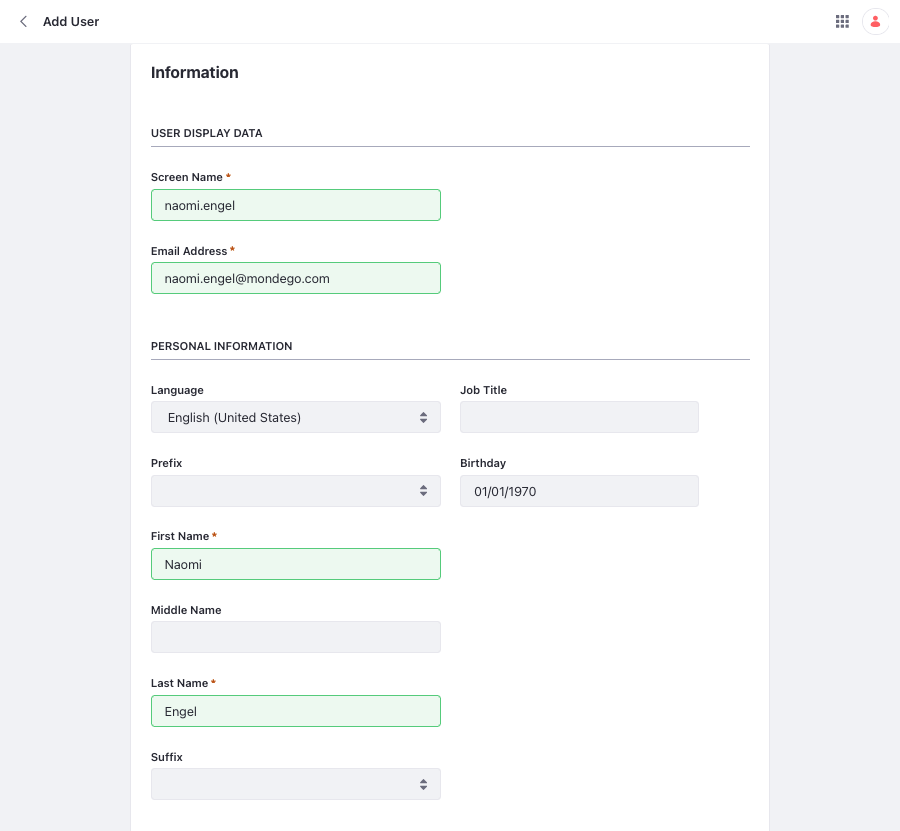 Add User
Information
USER DISPLAY DATA
Screen Name *
naomi.engel
Email Address *
naomi.engel@mondego.com
PERSONAL INFORMATION
Language
English (United States)
Job Title
Prefix
Birthday
01/01/1970
First Name *
Naomi
Middle Name
Last Name *
Engel
Suffix